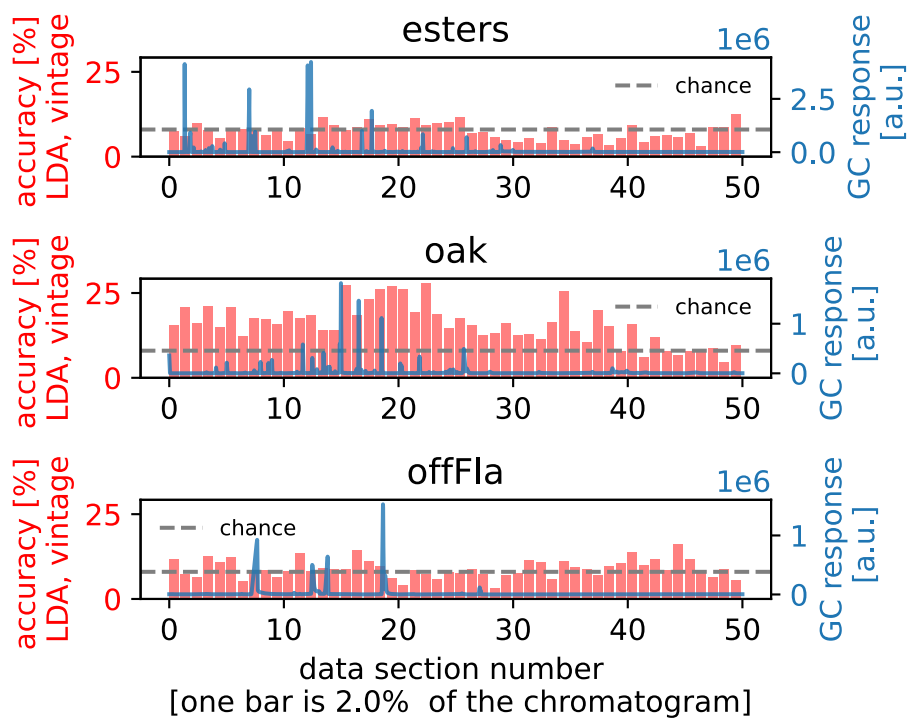 esters
1e6
accuracy [%]
LDA, vintage
25
0
chance
2.5
0.0
GC response
[a.u.]
0 10 20 30 40 50
oak
1e6
accuracy [%]
LDA, vintage
25
0
chance
1
0
GC response
[a.u.]
0 10 20 30 40 50
offFla
1e6
accuracy [%]
LDA, vintage
25
0
chance
1
0
GC response
[a.u.]
0 10 20 30 40 50
data section number
[one bar is 2.0% of the chromatogram]